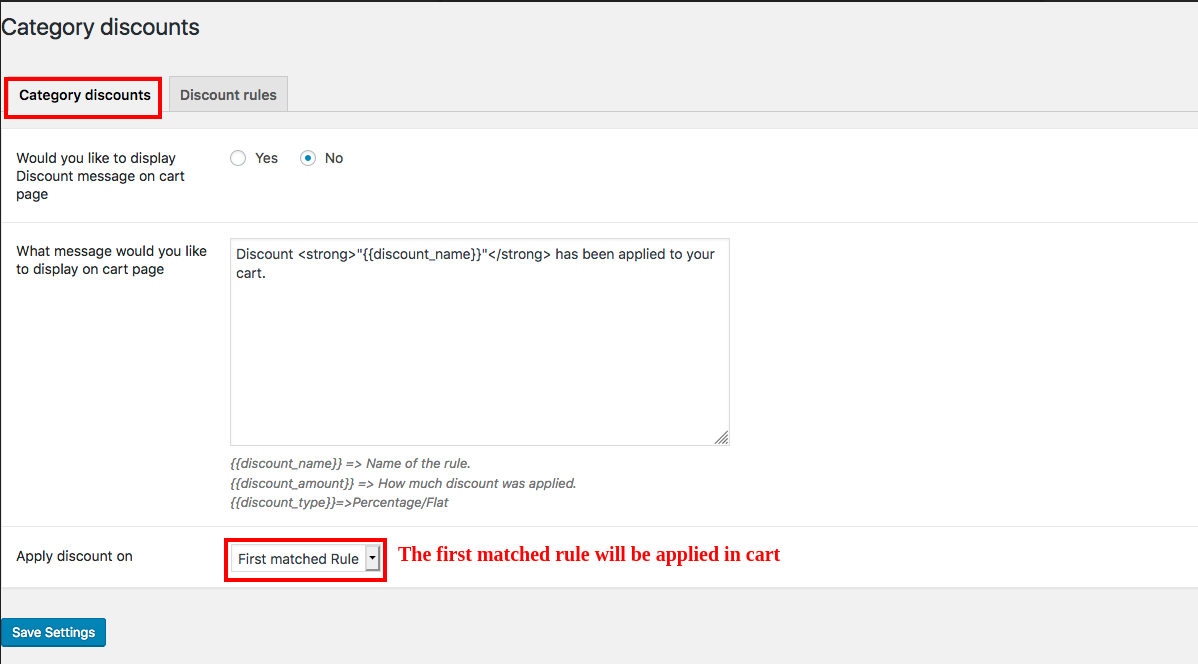 Category discounts
Category discounts
Discount rules
Would you like to display
Discount message on cart
page
Yes
No
What message would you like
to display on cart page
Discount <strong>"{{discount_name}}"</strong> has been applied to your
cart.
{{discount_name}} => Name of the rule.
{{discount_amount}} => How much discount was applied.
{{discount_type}}=>Percentage/Flat
Apply discount on
First matched Rule
The first matched rule will be applied in cart
Save Settings